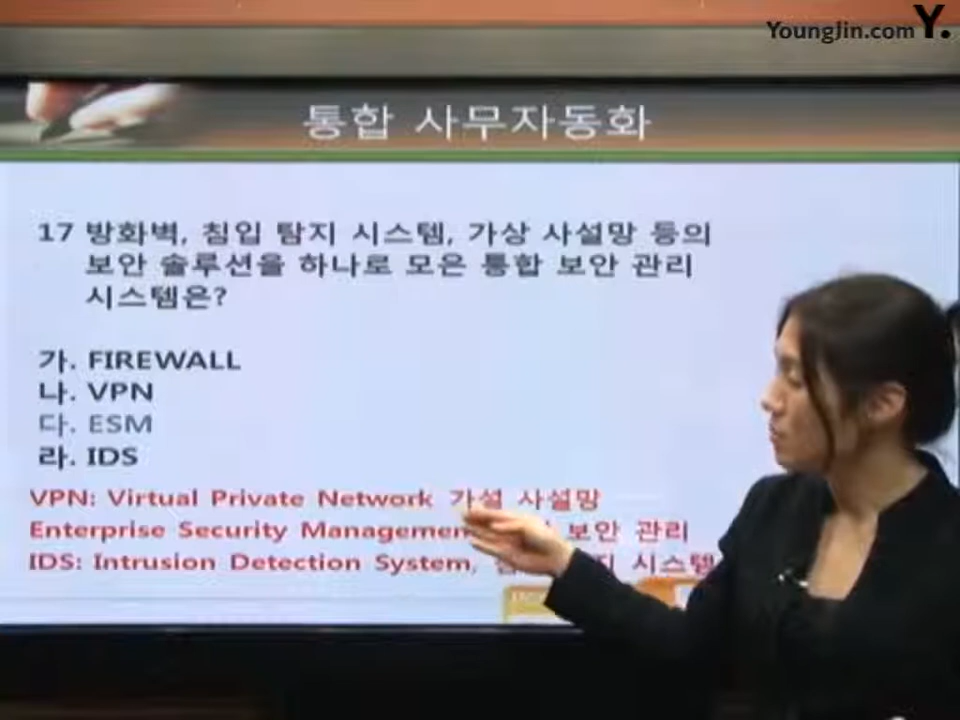 YoungJin.com Y.
통합 사무자동화
17 방화벽, 침입 탐지 시스템, 가상 사설망 등의
보안 솔루션을 하나로 모은 통합 보안 관리
시스템은?
가. FIREWALL
나. VPN
다. ESM
라. IDS
VPN: Virtual Private Network 가설 사설망
Enterprise Security Managemen 보안 관리
IDS: Intrusion Detection System, 지 시스템